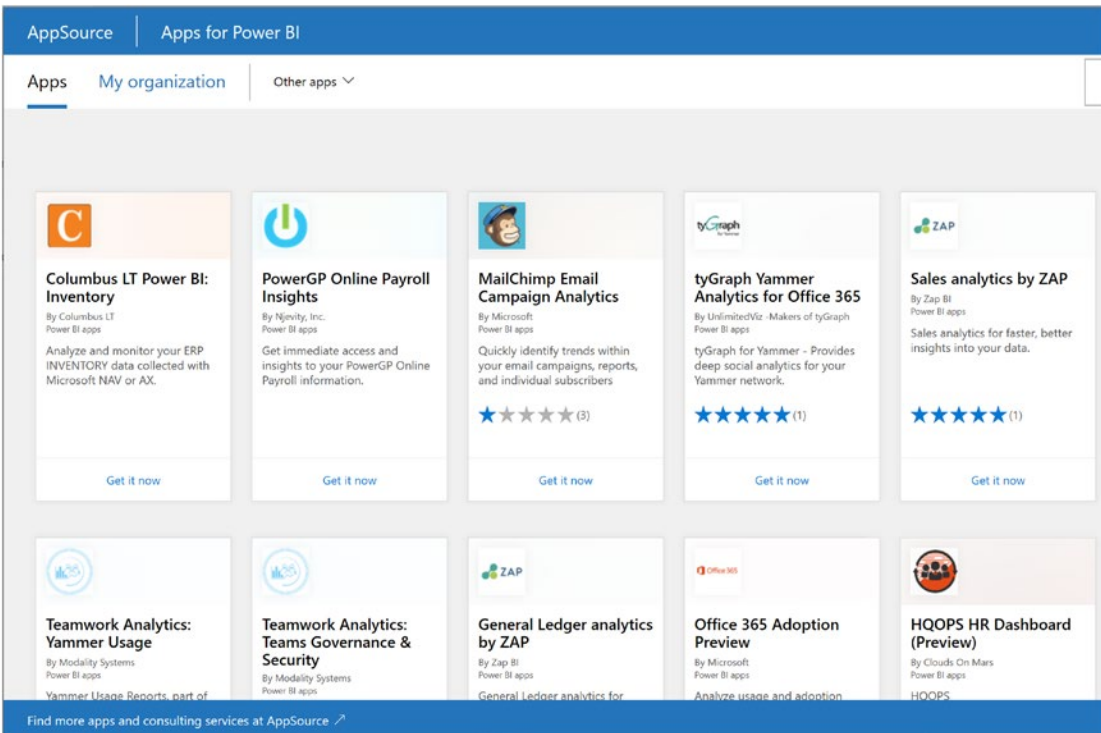 AppSource
Apps for Power BI
Apps
My organization
Other apps
C
Columbus LT Power BI:
Inventory
By Columbus LT
Power BI apps
Analyze and monitor your ERP
INVENTORY data collected with
Microsoft NAV or AX.
Get it now
PowerGP Online Payroll
Insights
By Njevity, Inc.
Power BI apps
Get immediate access and
insights to your PowerGP Online
Payroll information.
Get it now
MailChimp Email
Campaign Analytics
By Microsoft
Power BI apps
Quickly identify trends within
your email campaigns, reports,
and individual subscribers
(3)
Get it now
tyGraph
for Yammer
tyGraph Yammer
Analytics for Office 365
By UnlimitedViz -Makers of tyGraph
Power BI apps
tyGraph for Yammer - Provides
deep social analytics for your
Yammer network.
(1)
Get it now
ZAP
Sales analytics by ZAP
By Zap BI
Power BI apps
Sales analytics for faster, better
insights into your data.
(1)
Get it now
Teamwork Analytics:
Yammer Usage
By Modality Systems
Power BI apps
Yammer Usage Reports, part of
Teamwork Analytics:
Teams Governance &
Security
By Modality Systems
Power BI apps
ZAP
General Ledger analytics
by ZAP
By Zap BI
Power BI apps
General Ledger analytics for
Office 365
Office 365 Adoption
Preview
By Microsoft
Power BI apps
Analyze usage and adoption
HQOPS HR Dashboard
(Preview)
By Clouds On Mars
Power BI apps
HQOPS
Find more apps and consulting services at AppSource